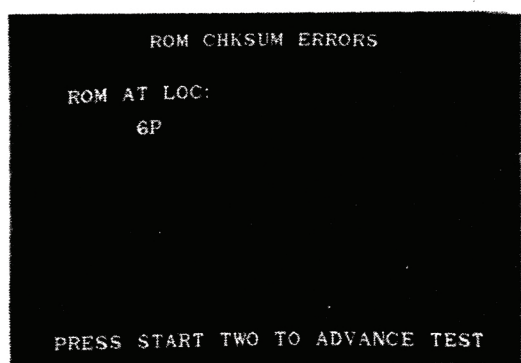 ROM CHKSUM ERRORS
ROM AT LOC:
6P
PRESS START TWO TO ADVANCE TEST